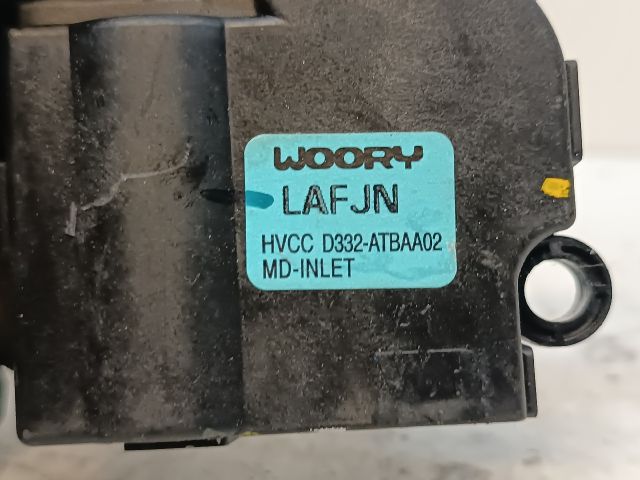 WOORY
LAFJN
HVCC D332-ATBAA02
MD-INLET